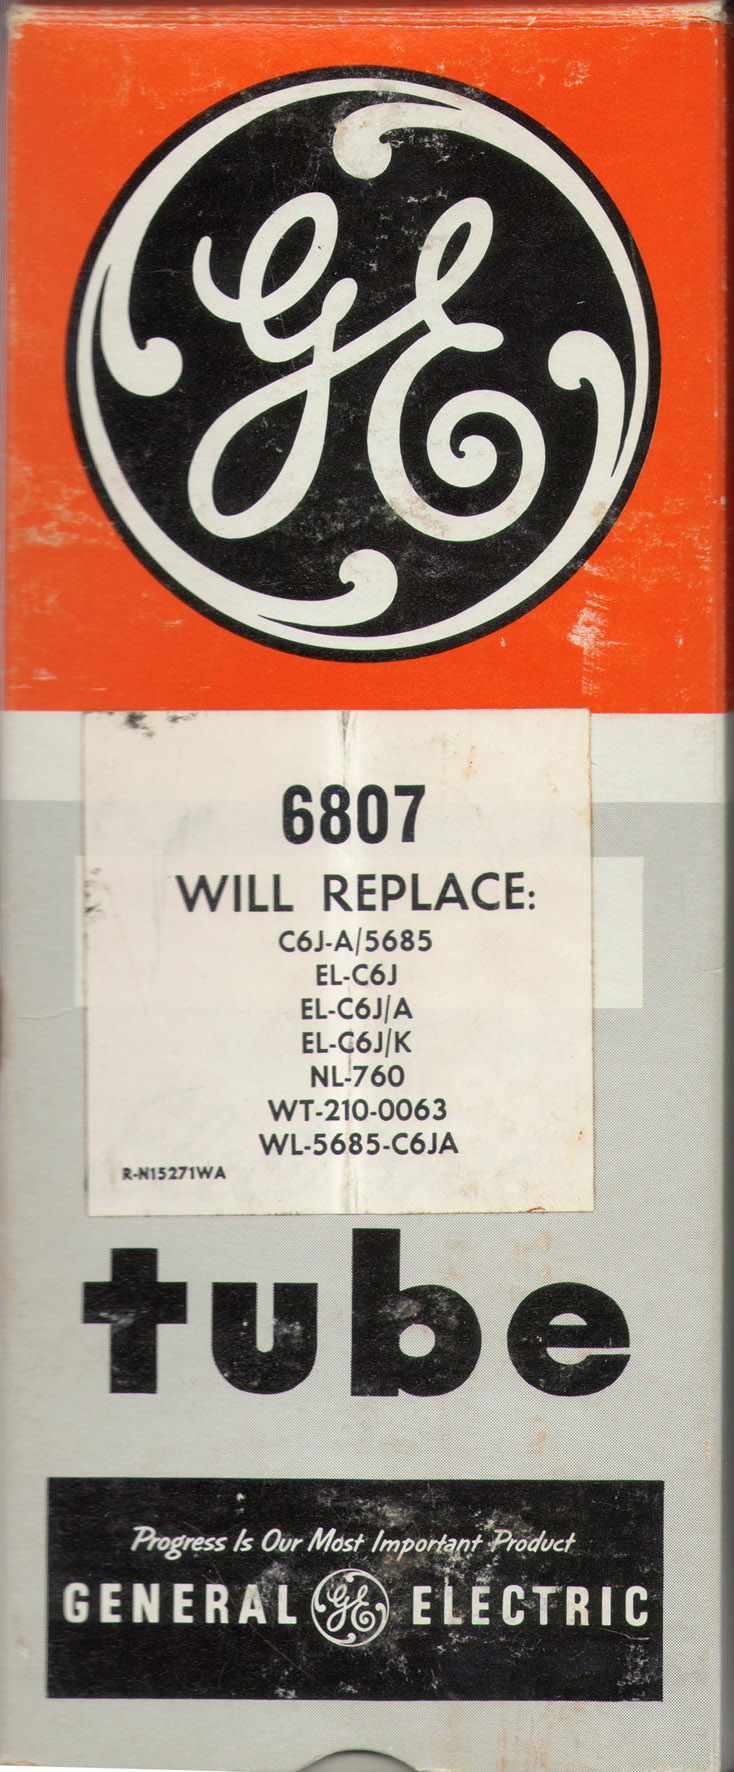 GE
6807
WILL REPLACE:
C6J-A/5685
EL-C6J
EL-C6J/A
EL-C6J/K
NL-760
WT-210-0063
WL-5685-C6JA
R-N15271WA
tube
Progress Is Our Most Important Product
GENERAL GE ELECTRIC